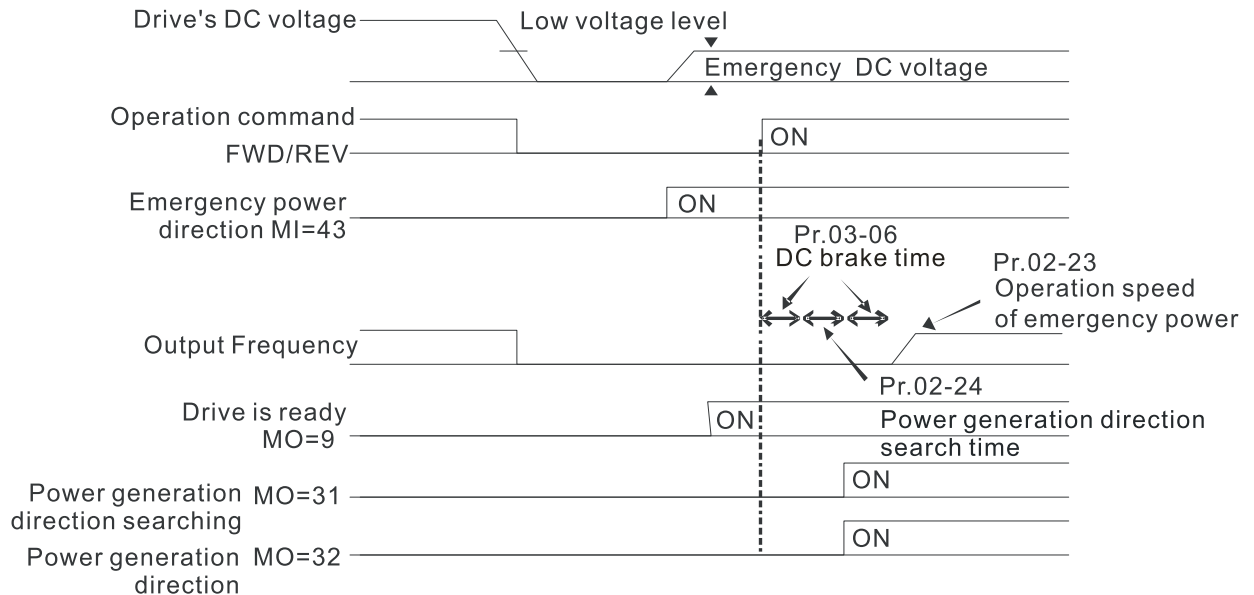 Drive's DC voltage
Low voltage level
Emergency DC voltage
Operation command
ON
FWD/REV
Emergency power
direction MI=43
ON
Pr.03-06
DC brake time
Pr.02-23
Operation speed
of emergency power
Output Frequency
Pr.02-24
Power generation direction
search time
Drive is ready
MO=9
ON
Power generation MO=31
direction searching
ON
Power generation MO=32
direction
ON